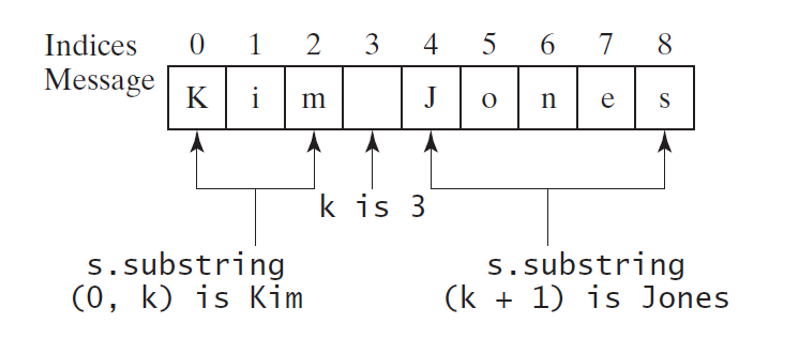 Indices 0 1 2 3 4 5 6 7 8
Message K i m J o n e s
k is 3
s.substring s.substring
(0, k) is Kim (k + 1) is Jones